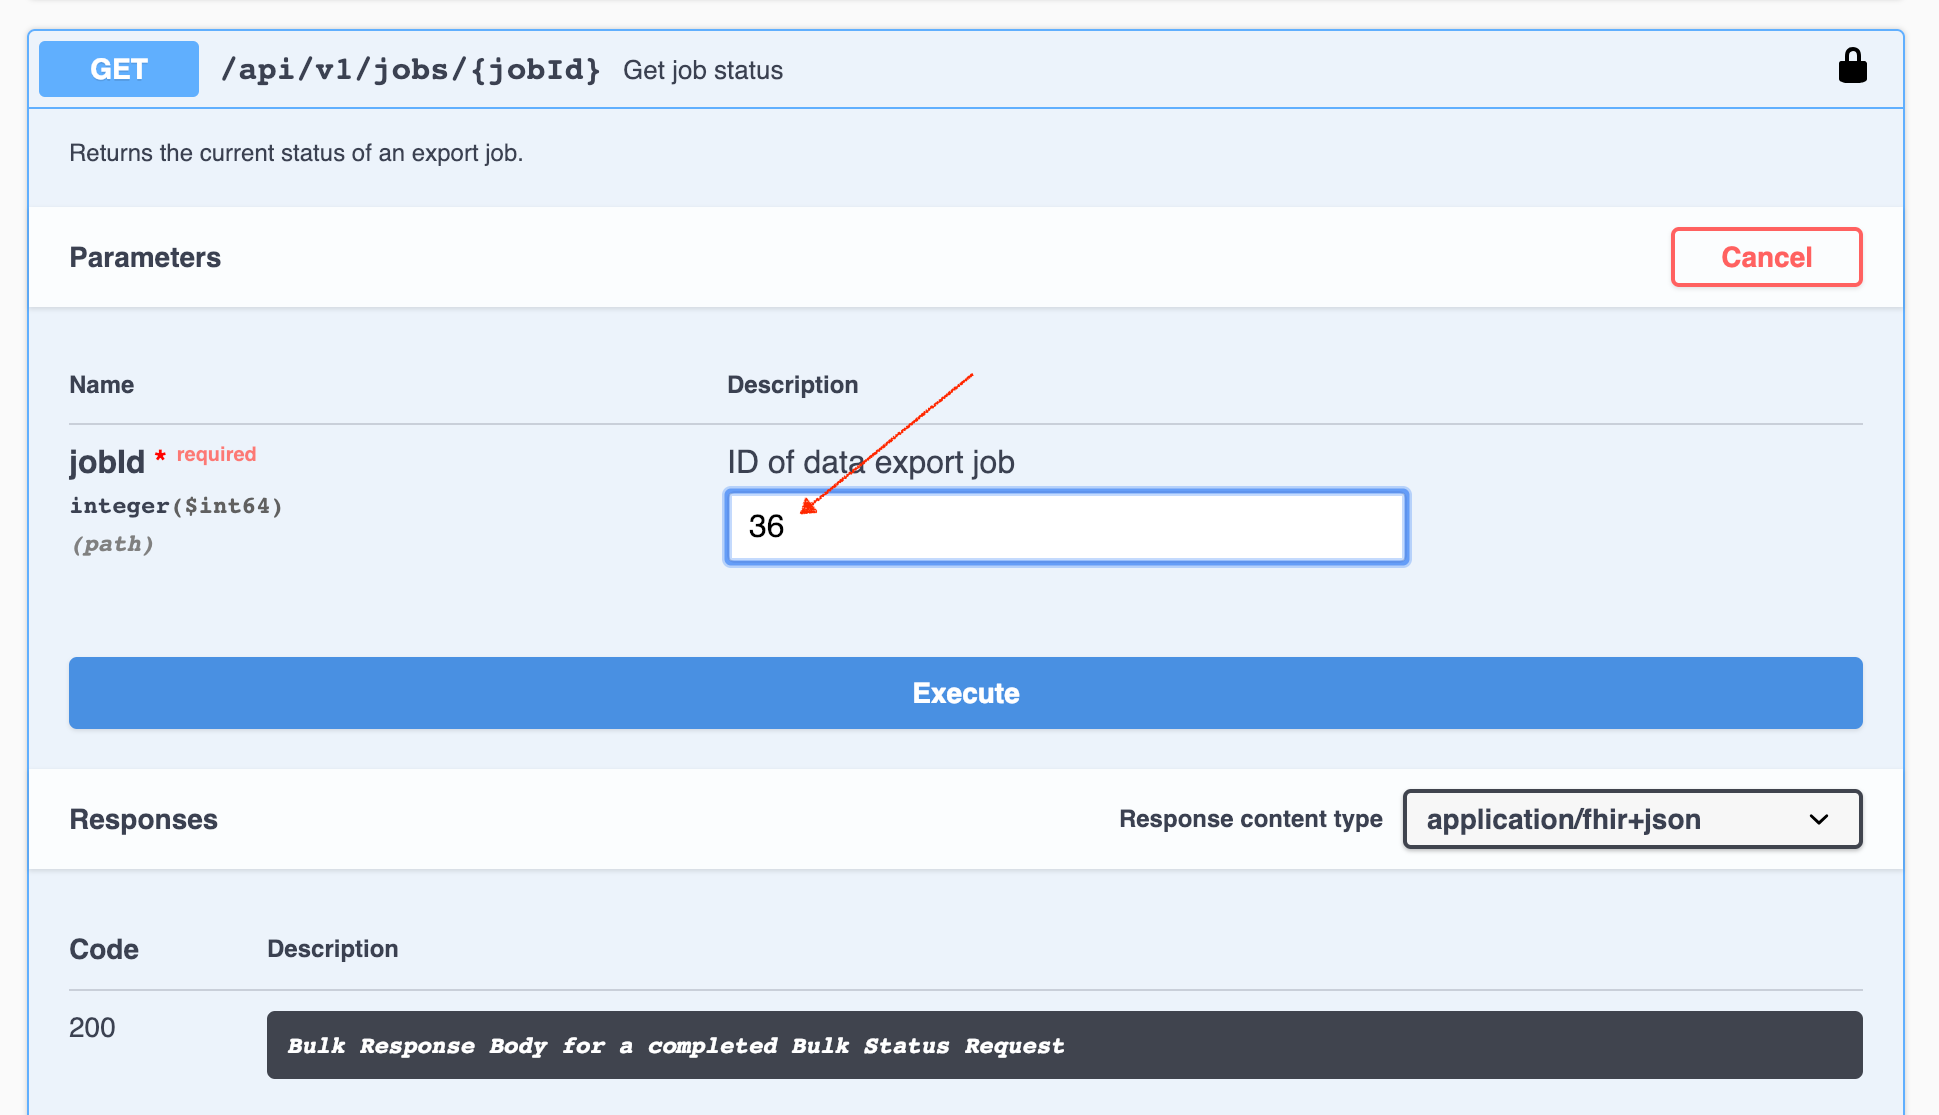 GET /api/v1/jobs/{jobId} Get job status
Returns the current status of an export job.
Parameters Cancel
Name Description
jobId * required ID of data export job
integer($int64)
36
(path)
Execute
Responses Response content type application/fhir+json
Code Description
200 Bulk Response Body for a completed Bulk Status Request